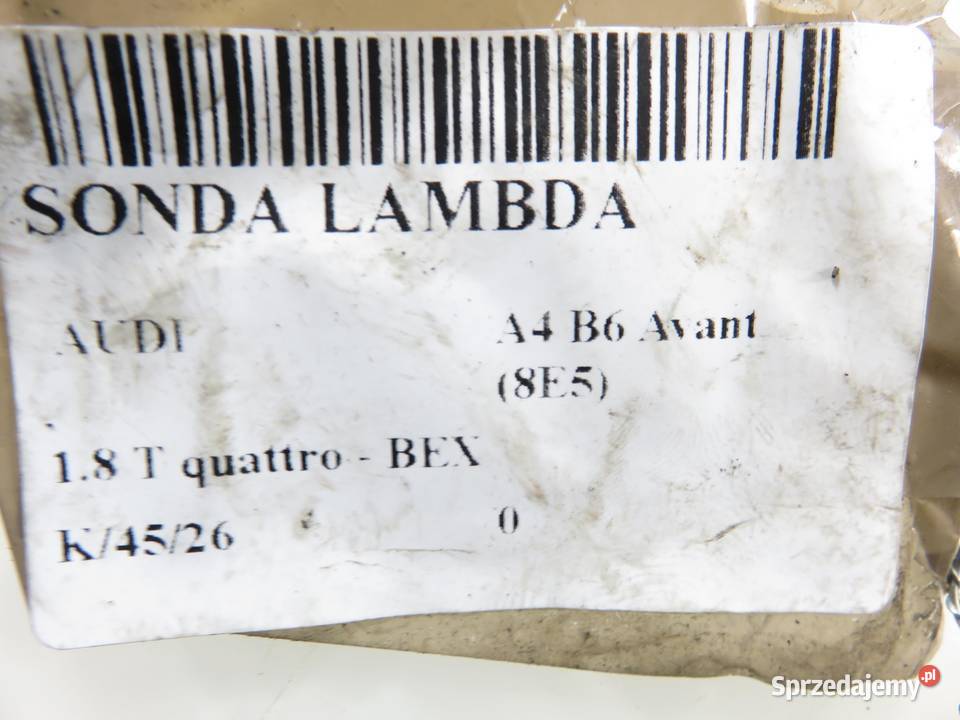 SONDA LAMBDA
AUDI
A4 B6 Avant
(8E5)
1.8 T quattro - BEX
K/45/26
0
Sprzedajemy.pl